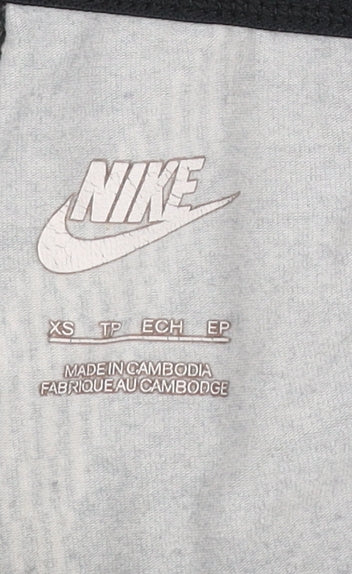 NIKE
XS TP ECH EP
MADE IN CAMBODIA
FABRIQUE AU CAMBODGE